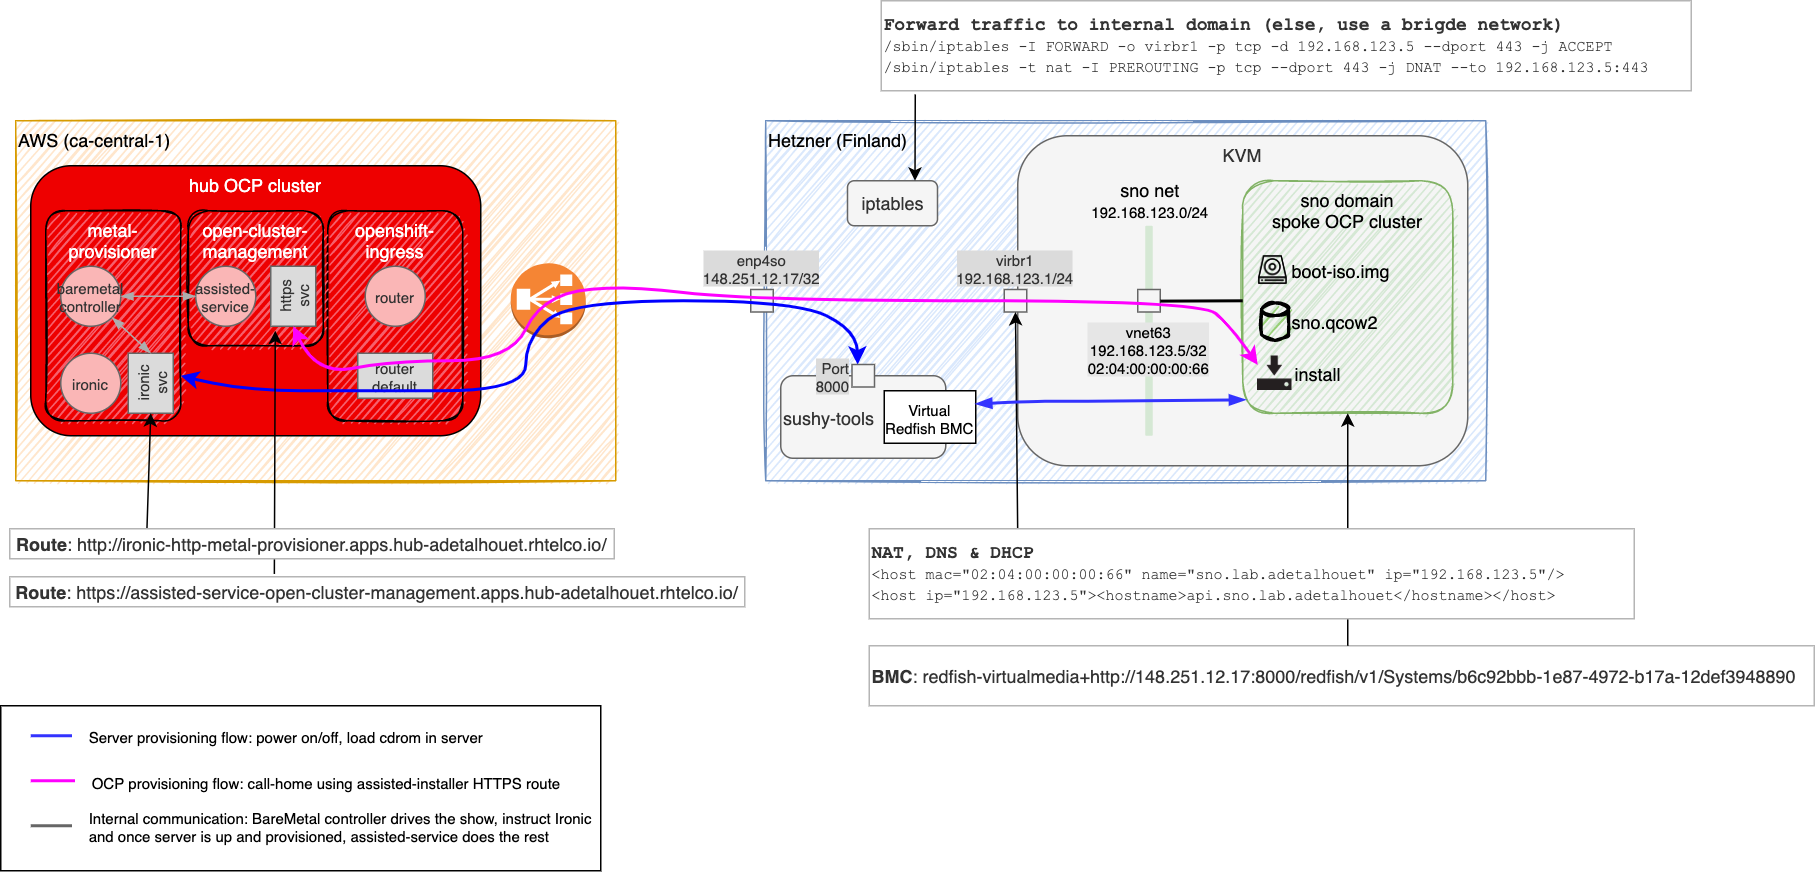 Forward traffic to internal domain (else, use a brigde network)
/sbin/iptables -I FORWARD -o virbr1 -p tcp -d 192.168.123.5 --dport 443 -j ACCEPT
/sbin/iptables -t nat -I PREROUTING -p tcp --dport 443 -j DNAT --to 192.168.123.5:443
AWS (ca-central-1)
hub OCP cluster
metal-
provisioner
baremetal
controller
ironic
ironic
svc
open-cluster-
management
assisted-
service
https
svc
openshift-
ingress
router
router
default
Hetzner (Finland)
iptables
enp4so
148.251.12.17/32
virbr1
192.168.123.1/24
Port
8000
sushy-tools
Virtual
Redfish BMC
KVM
sno net
192.168.123.0/24
vnet63
192.168.123.5/32
02:04:00:00:00:66
sno domain
spoke OCP cluster
boot-iso.img
sno.qcow2
install
Route: http://ironic-http-metal-provisioner.apps.hub-adetalhouet.rhtelco.io/
Route: https://assisted-service-open-cluster-management.apps.hub-adetalhouet.rhtelco.io/
NAT, DNS & DHCP
<host mac="02:04:00:00:00:66" name="sno.lab.adetalhouet" ip="192.168.123.5"/>
<host ip="192.168.123.5"><hostname>api.sno.lab.adetalhouet</hostname></host>
BMC: redfish-virtualmedia+http://148.251.12.17:8000/redfish/v1/Systems/b6c92bbb-1e87-4972-b17a-12def3948890
Server provisioning flow: power on/off, load cdrom in server
OCP provisioning flow: call-home using assisted-installer HTTPS route
Internal communication: BareMetal controller drives the show, instruct Ironic
and once server is up and provisioned, assisted-service does the rest